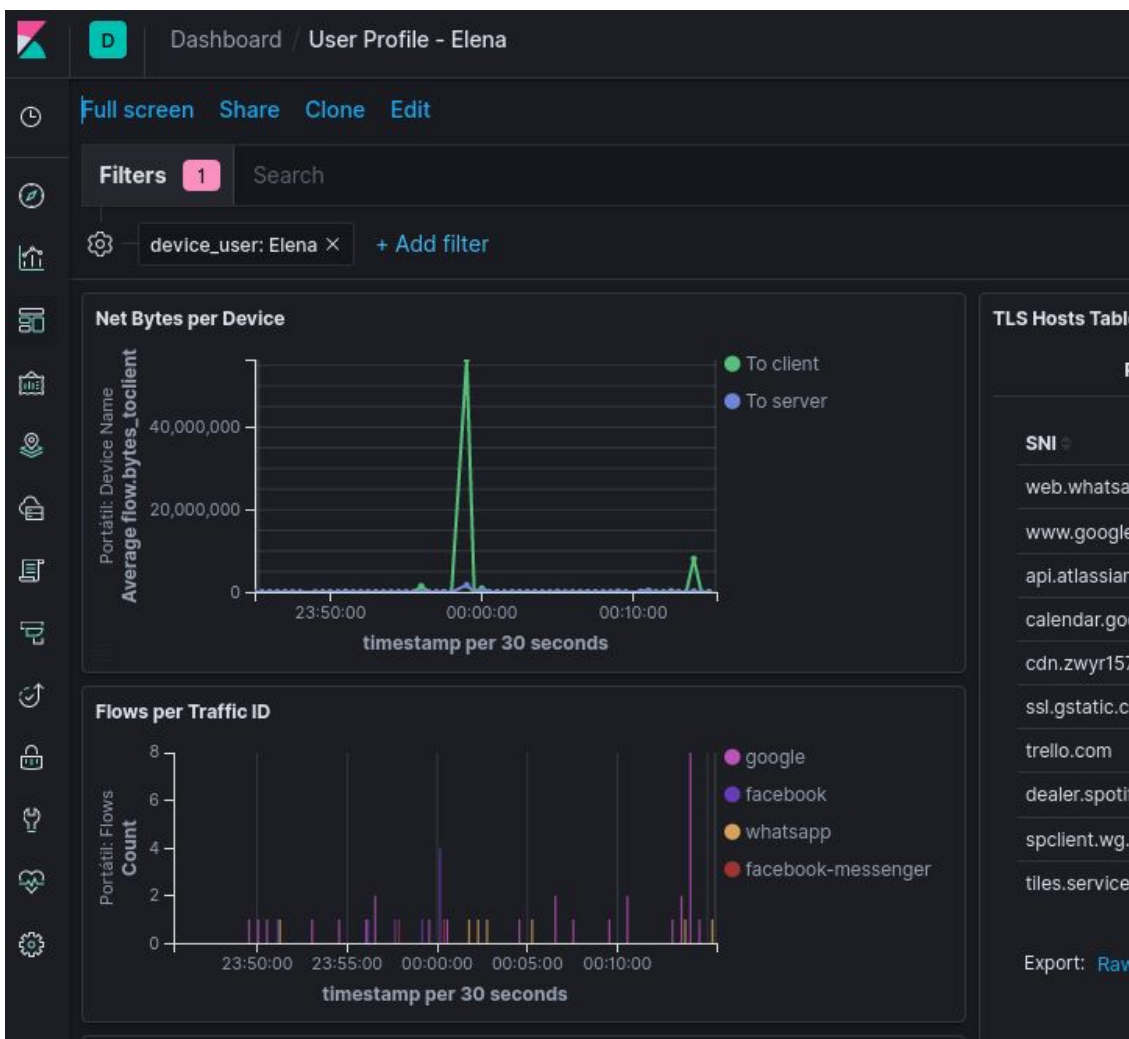 D Dashboard / User Profile - Elena
Full screen Share Clone Edit
Filters 1 Search
device_user: Elena × + Add filter
Net Bytes per Device
Portátil: Device Name
Average flow.bytes_toclient
40,000,000
20,000,000
0
23:50:00 00:00:00 00:10:00
timestamp per 30 seconds
To client
To server
Flows per Traffic ID
Portátil: Flows
Count
8
6
4
2
0
23:50:00 23:55:00 00:00:00 00:05:00 00:10:00
timestamp per 30 seconds
google
facebook
whatsapp
facebook-messenger
TLS Hosts Tabl
SNI
web.whatsa
www.google
api.atlassian
calendar.go
cdn.zwyr157
ssl.gstatic.c
trello.com
dealer.spoti
spclient.wg.
tiles.service
Export: Raw